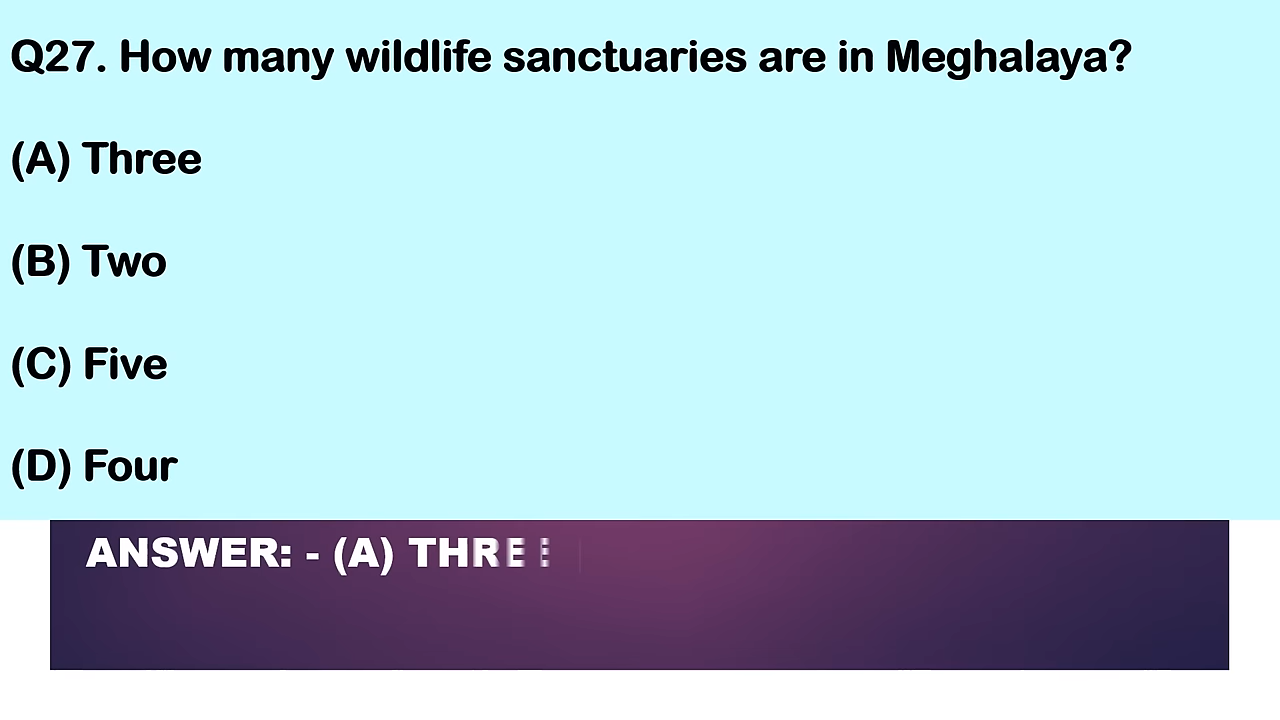 Q27. How many wildlife sanctuaries are in Meghalaya?
(A) Three
(B) Two
(C) Five
(D) Four
ANSWER: - (A) THREE